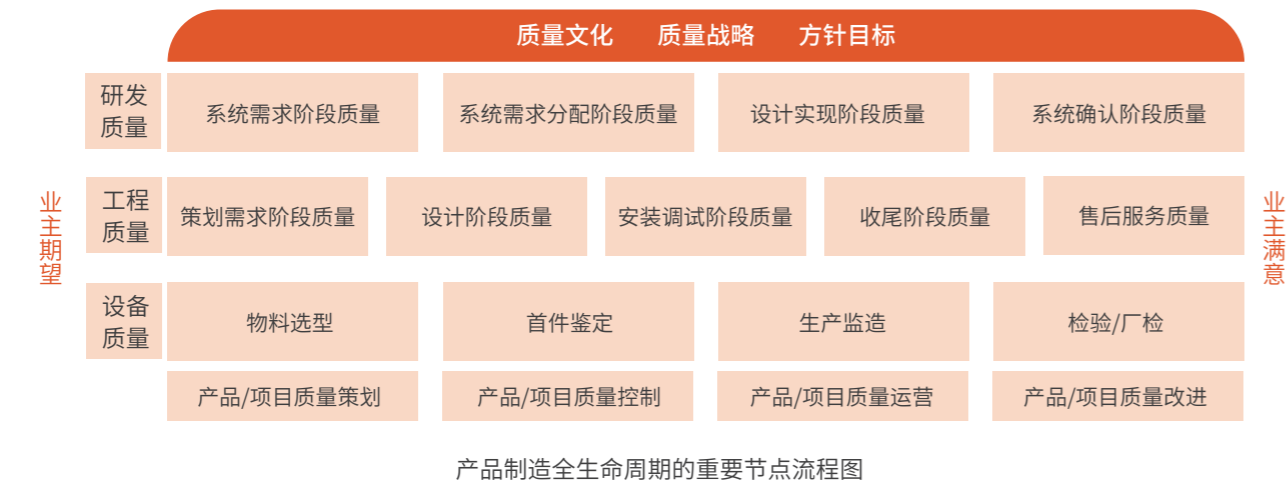 质量文化 质量战略 方针目标
研发
质量
系统需求阶段质量
系统需求分配阶段质量
设计实现阶段质量
系统确认阶段质量
业主期望
工程
质量
策划需求阶段质量
设计阶段质量
安装调试阶段质量
收尾阶段质量
售后服务质量
业主满意
设备
质量
物料选型
首件鉴定
生产监造
检验/厂检
产品/项目质量策划
产品/项目质量控制
产品/项目质量运营
产品/项目质量改进
产品制造全生命周期的重要节点流程图